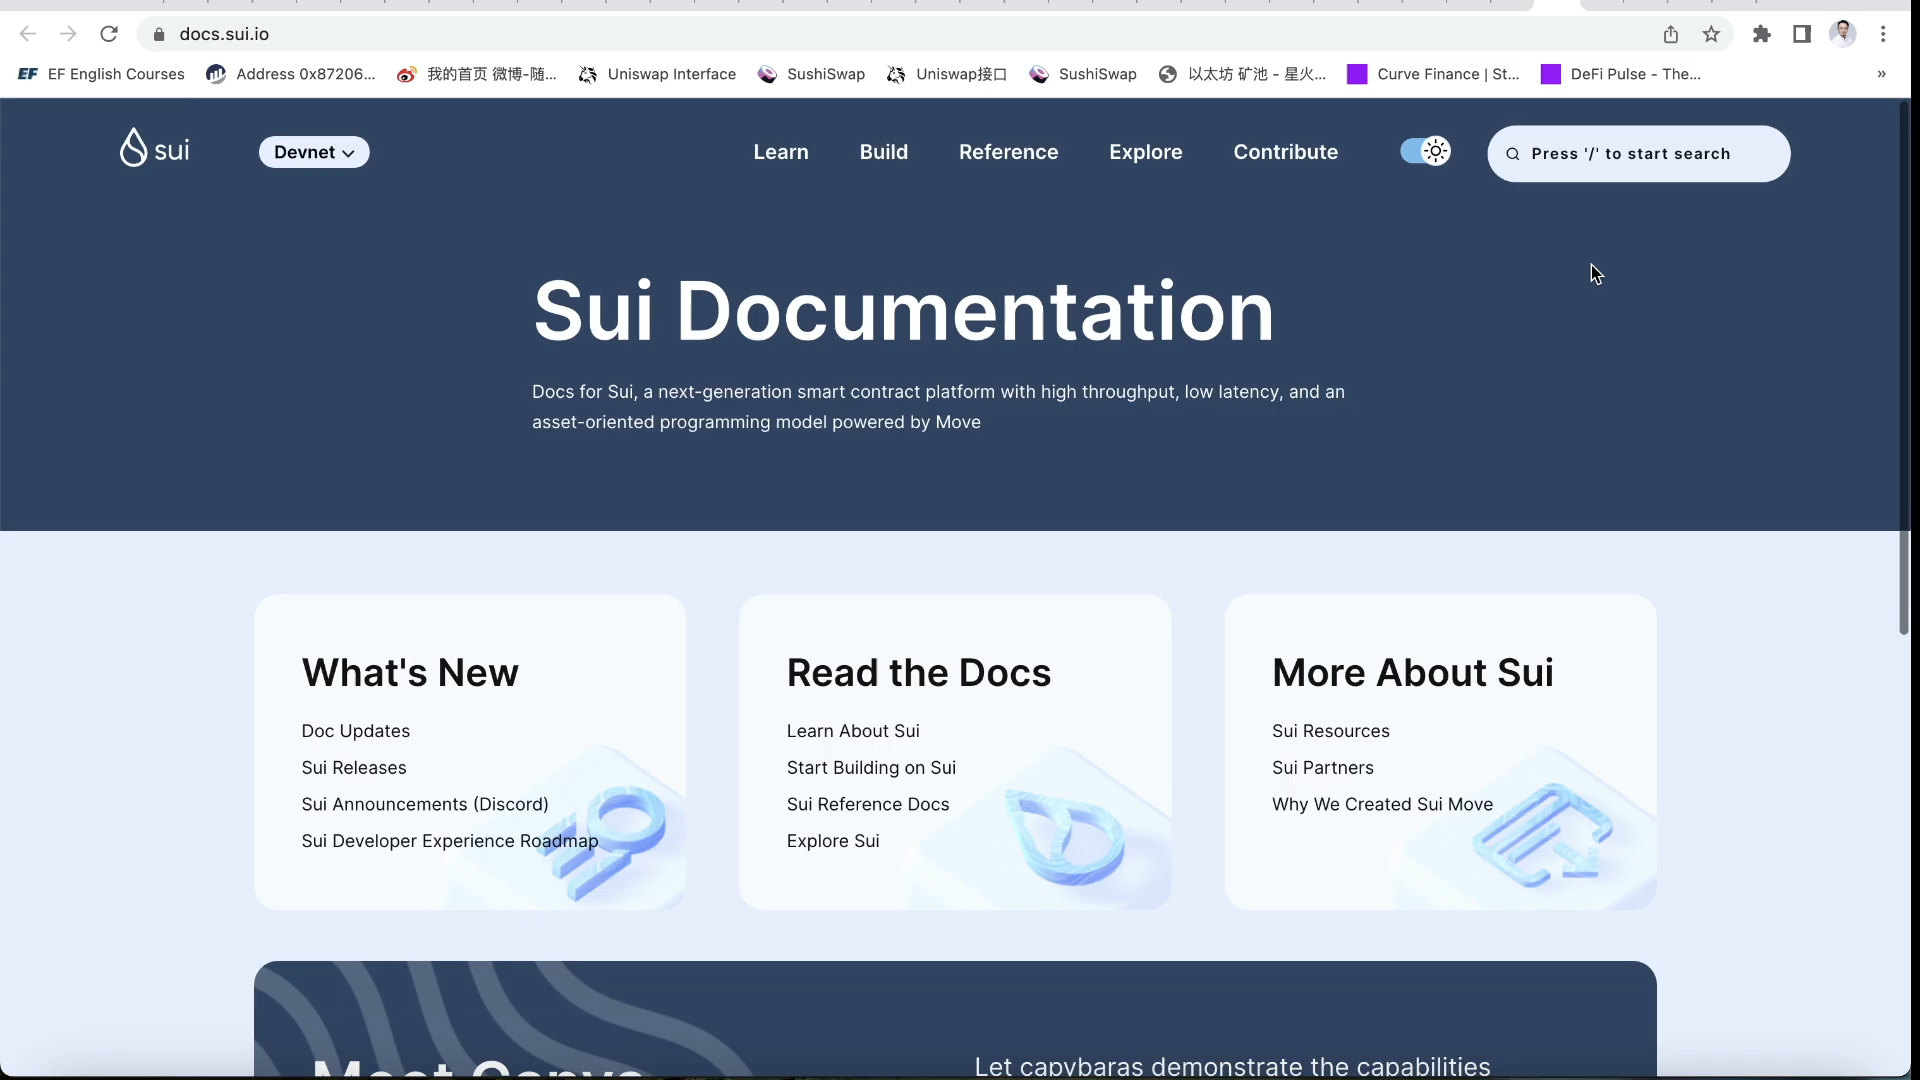 docs.sui.io
EF EF English Courses
Address 0x87206...
我的首页 微博-随...
Uniswap Interface
SushiSwap
Uniswap接口
SushiSwap
以太坊 矿池 - 星火...
Curve Finance | St...
DeFi Pulse - The...
»
sui
Devnet
Learn
Build
Reference
Explore
Contribute
Press '/' to start search
Sui Documentation
Docs for Sui, a next-generation smart contract platform with high throughput, low latency, and an
asset-oriented programming model powered by Move
What's New
Doc Updates
Sui Releases
Sui Announcements (Discord)
Sui Developer Experience Roadmap
Read the Docs
Learn About Sui
Start Building on Sui
Sui Reference Docs
Explore Sui
More About Sui
Sui Resources
Sui Partners
Why We Created Sui Move
Let capybaras demonstrate the capabilities